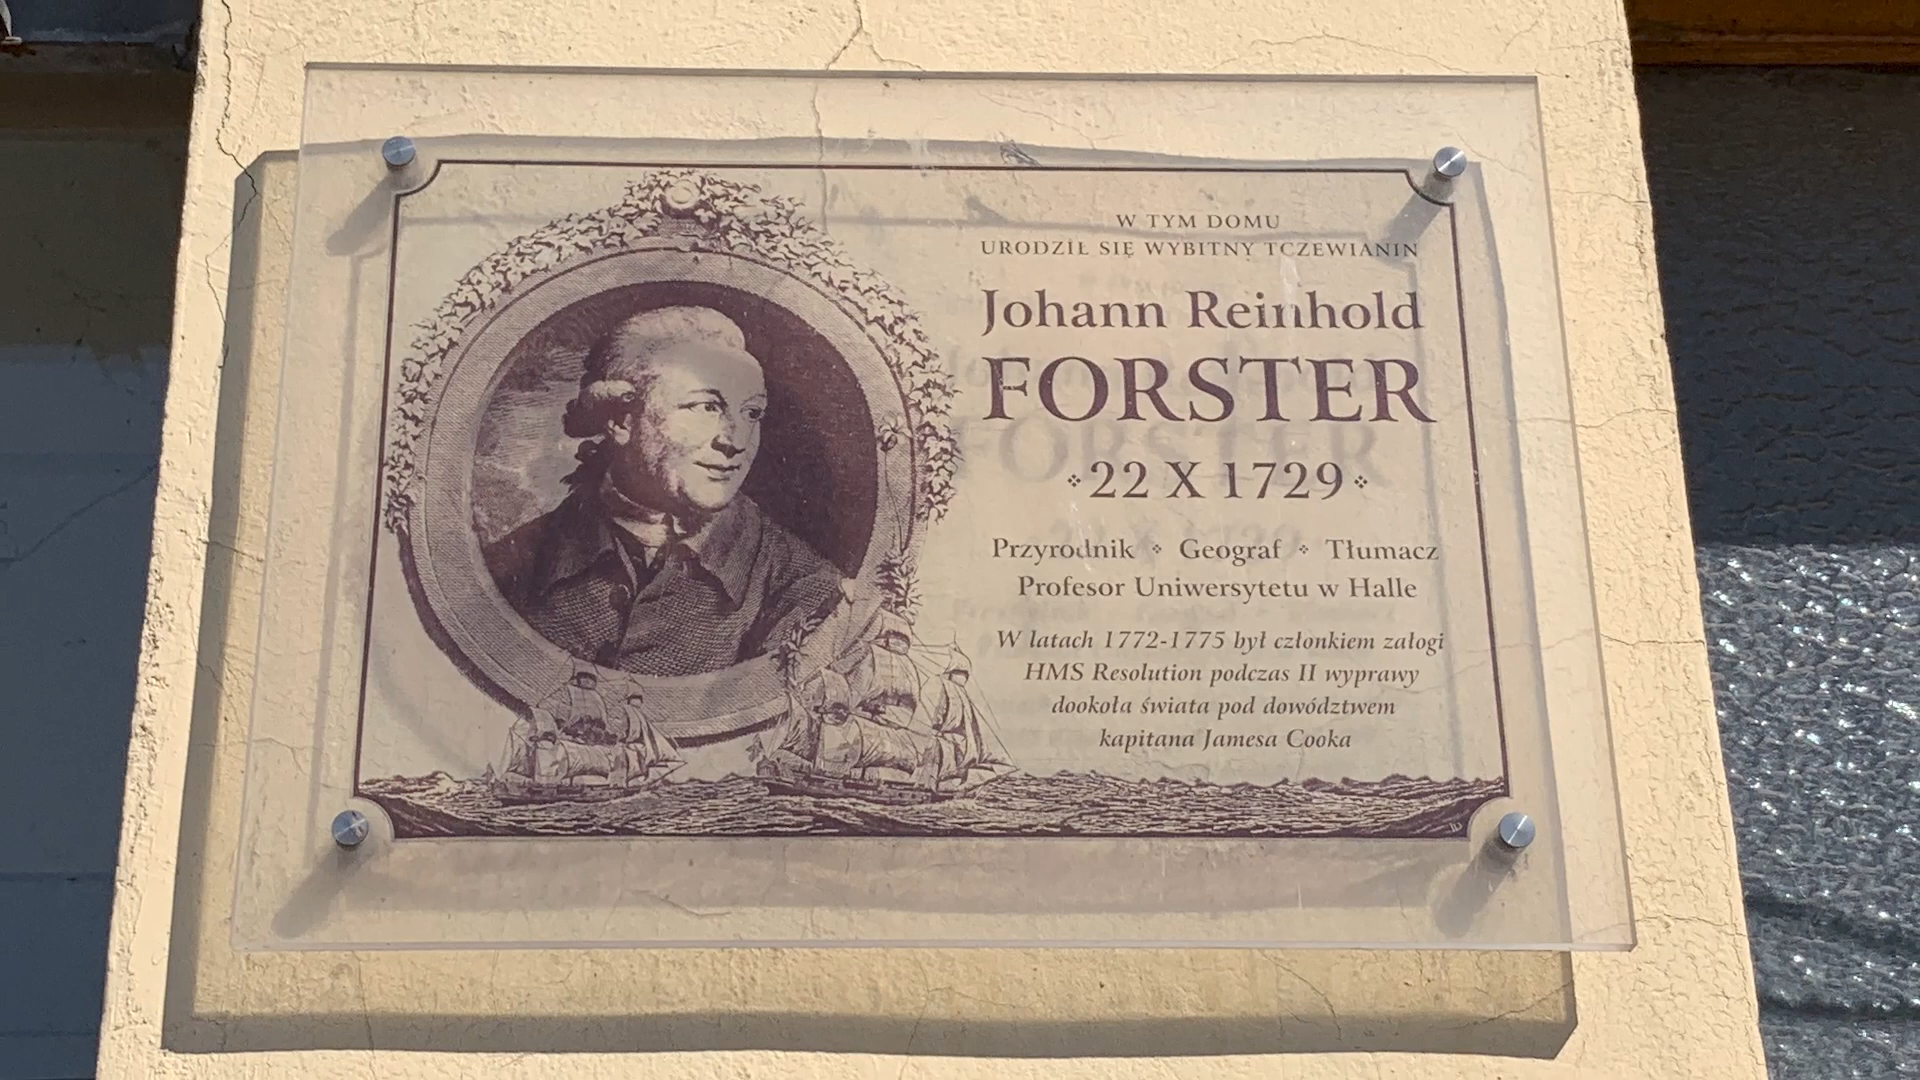 W TYM DOMU
URODZIŁ SIĘ WYBITNY TCZEWIANIN
Johann Reinhold
FORSTER
22 X 1729
Przyrodnik Geograf Tłumacz
Profesor Uniwersytetu w Halle
W latach 1772-1775 był członkiem załogi
HMS Resolution podczas II wyprawy
dookoła świata pod dowództwem
kapitana Jamesa Cooka